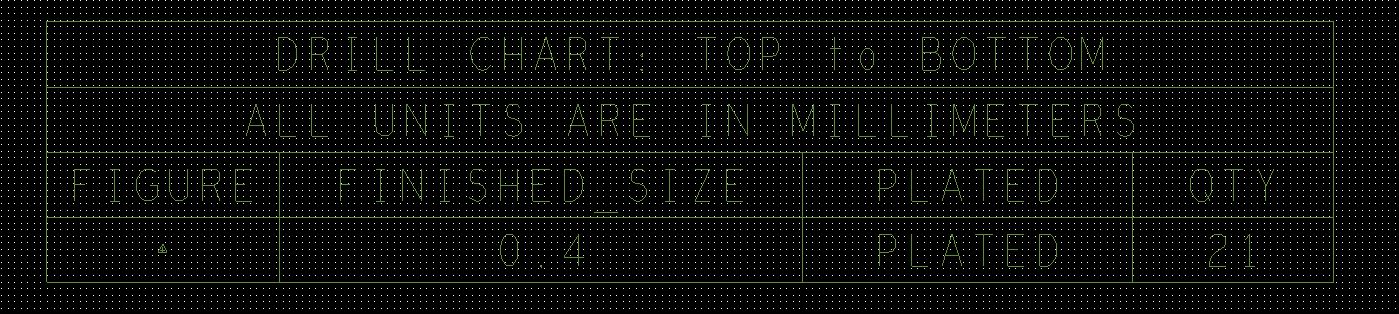 DRILL CHART: TOP to BOTTOM
ALL UNITS ARE IN MILLIMETERS
FIGURE FINISHED_SIZE PLATED QTY
0.4 PLATED 21